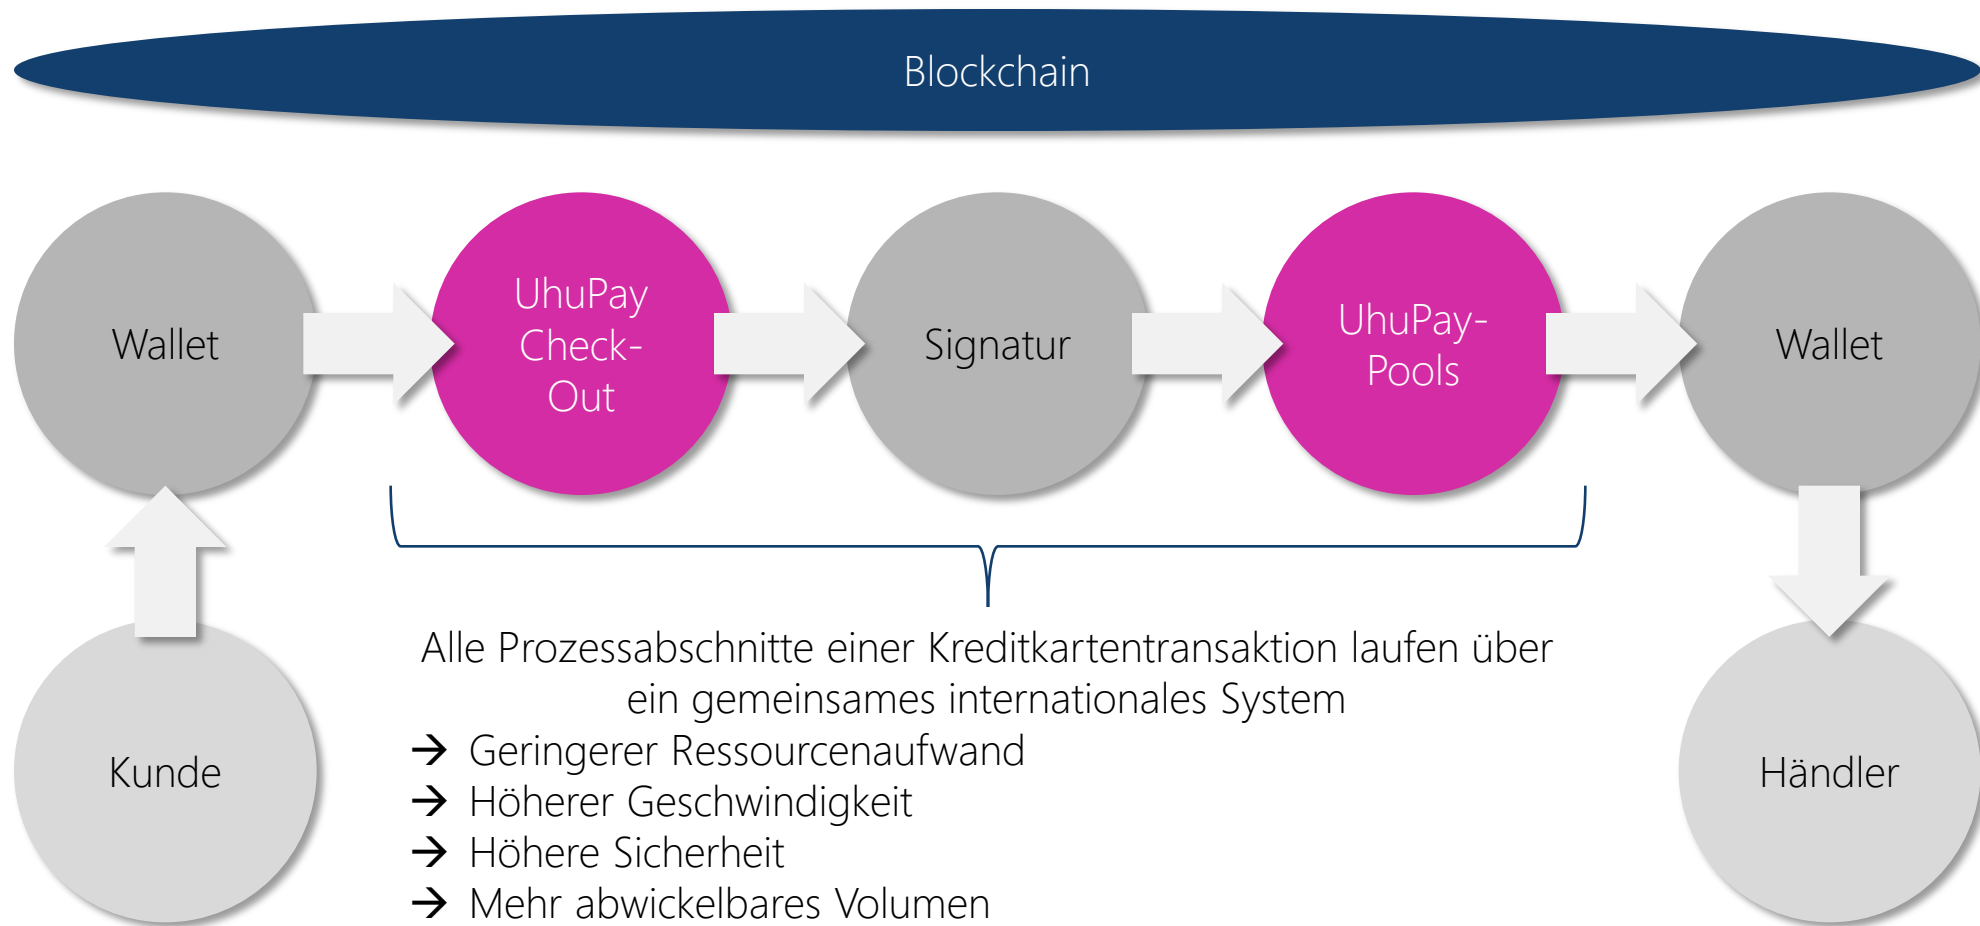 Blockchain
Wallet
UhuPay
Check-
Out
Signatur
UhuPay-
Pools
Wallet
Kunde
Alle Prozessabschnitte einer Kreditkartentransaktion laufen über
ein gemeinsames internationales System
→ Geringerer Ressourcenaufwand
→ Höherer Geschwindigkeit
→ Höhere Sicherheit
→ Mehr abwickelbares Volumen
Händler